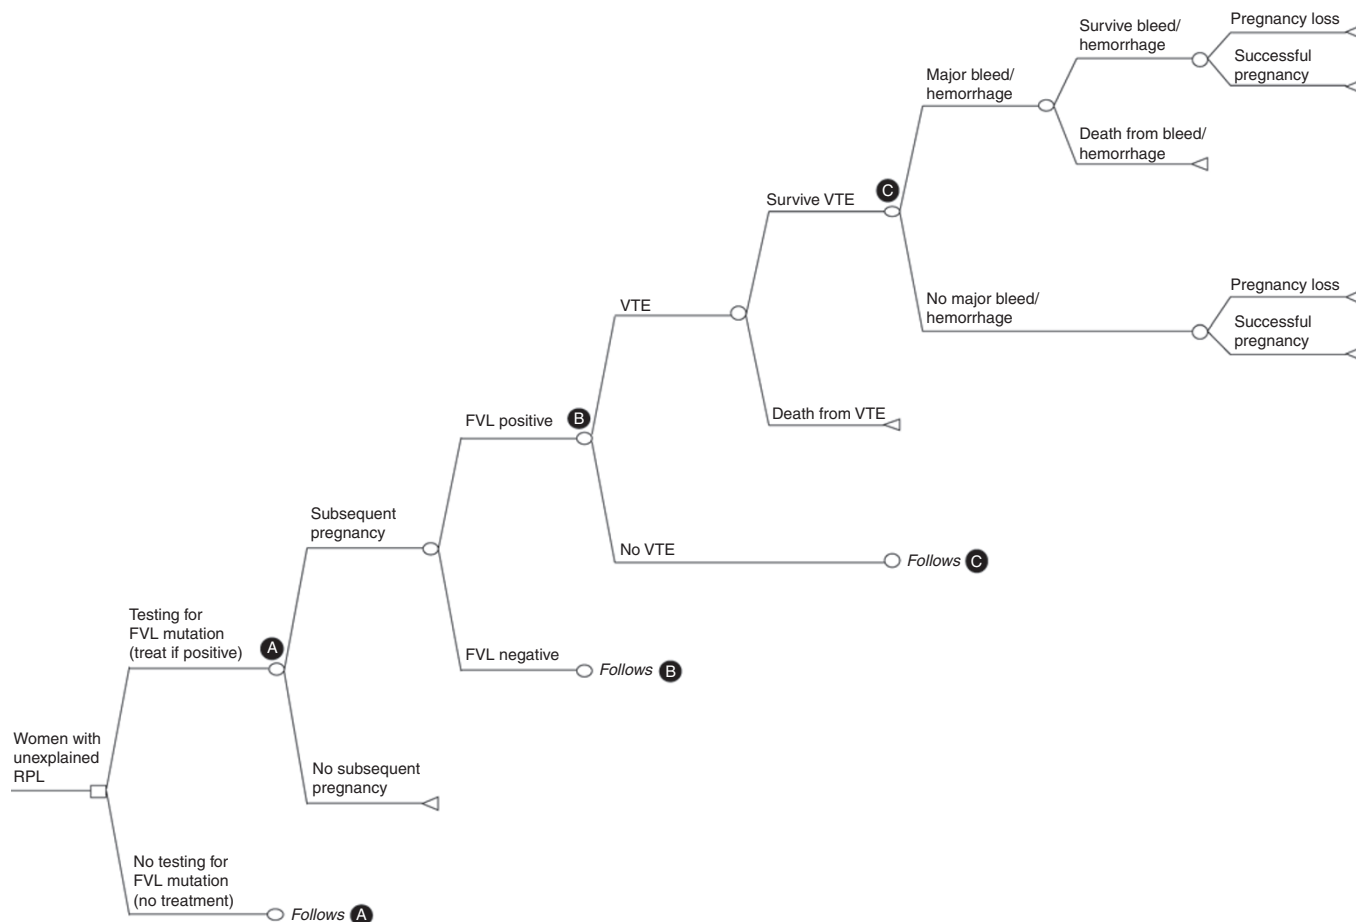 Pregnancy loss
Survive bleed/
hemorrhage
Successful
pregnancy
Major bleed/
hemorrhage
Death from bleed/
hemorrhage
C
Survive VTE
Pregnancy loss
No major bleed/
hemorrhage
Successful
pregnancy
VTE
Death from VTE
B
FVL positive
Subsequent
pregnancy
No VTE
Follows C
Testing for
FVL mutation
(treat if positive)
A
FVL negative
Follows B
Women with
unexplained
RPL
No subsequent
pregnancy
No testing for
FVL mutation
(no treatment)
Follows A